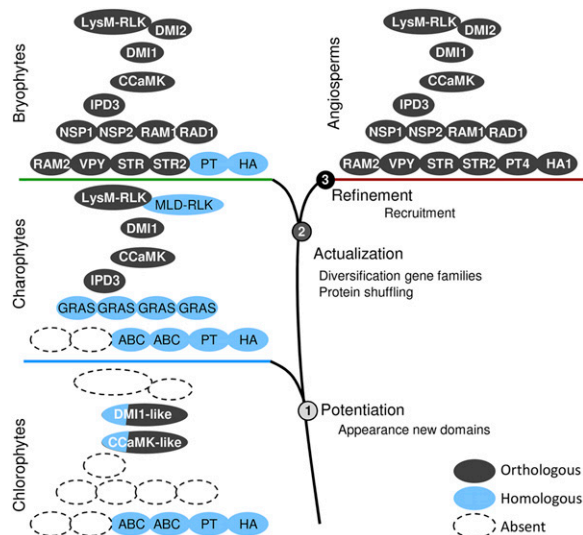 Bryophytes
LysM-RLK DMI2
DMI1
CCaMK
IPD3
NSP1 NSP2 RAM1 RAD1
RAM2 VPY STR STR2 PT HA
Angiosperms
LysM-RLK DMI2
DMI1
CCaMK
IPD3
NSP1 NSP2 RAM1 RAD1
RAM2 VPY STR STR2 PT4 HA1
3
Refinement
Recruitment
Charophytes
LysM-RLK MLD-RLK
DMI1
CCaMK
IPD3
GRAS GRAS GRAS GRAS
ABC ABC PT HA
2
Actualization
Diversification gene families
Protein shuffling
1 Potentiation
Appearance new domains
Chlorophytes
DMI1-like
CCaMK-like
ABC ABC PT HA
Orthologous
Homologous
Absent